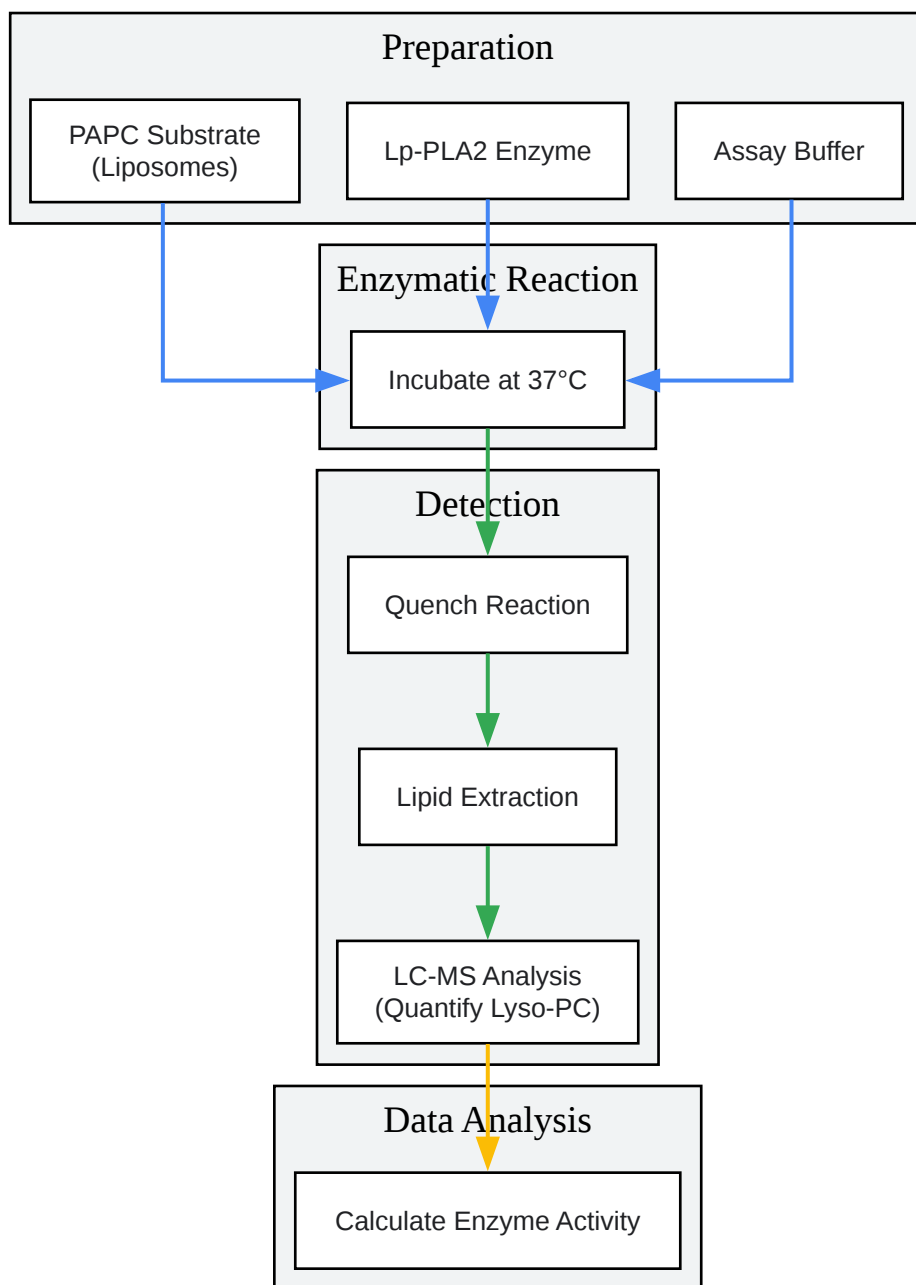 Preparation
PAPC Substrate
(Liposomes)
Lp-PLA2 Enzyme
Assay Buffer
Enzymatic Reaction
Incubate at 37°C
Detection
Quench Reaction
Lipid Extraction
LC-MS Analysis
(Quantify Lyso-PC)
Data Analysis
Calculate Enzyme Activity